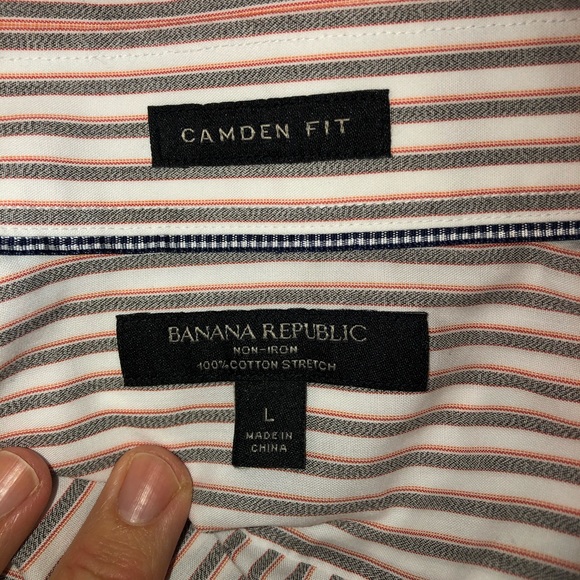 CAMDEN FIT
BANANA REPUBLIC
NON-IRON
100% COTTON STRETCH
L
MADE IN
CHINA